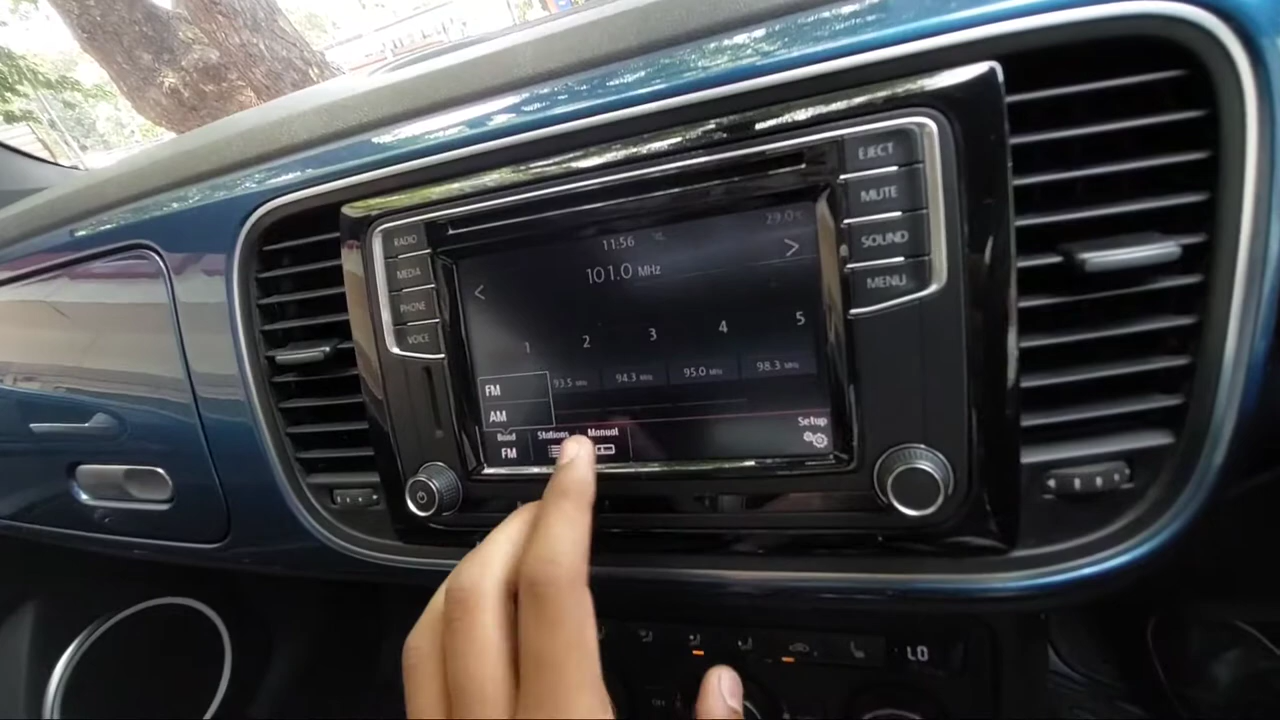 RADIO
MEDIA
PHONE
VOICE
EJECT
MUTE
SOUND
MENU
11:56
29.0°C
101.0 MHz
<
>
1 2 3 4 5
93.5 MHz 94.3 MHz 95.0 MHz 98.3 MHz
FM
AM
Band Stations Manual Setup
FM
LO
OFF